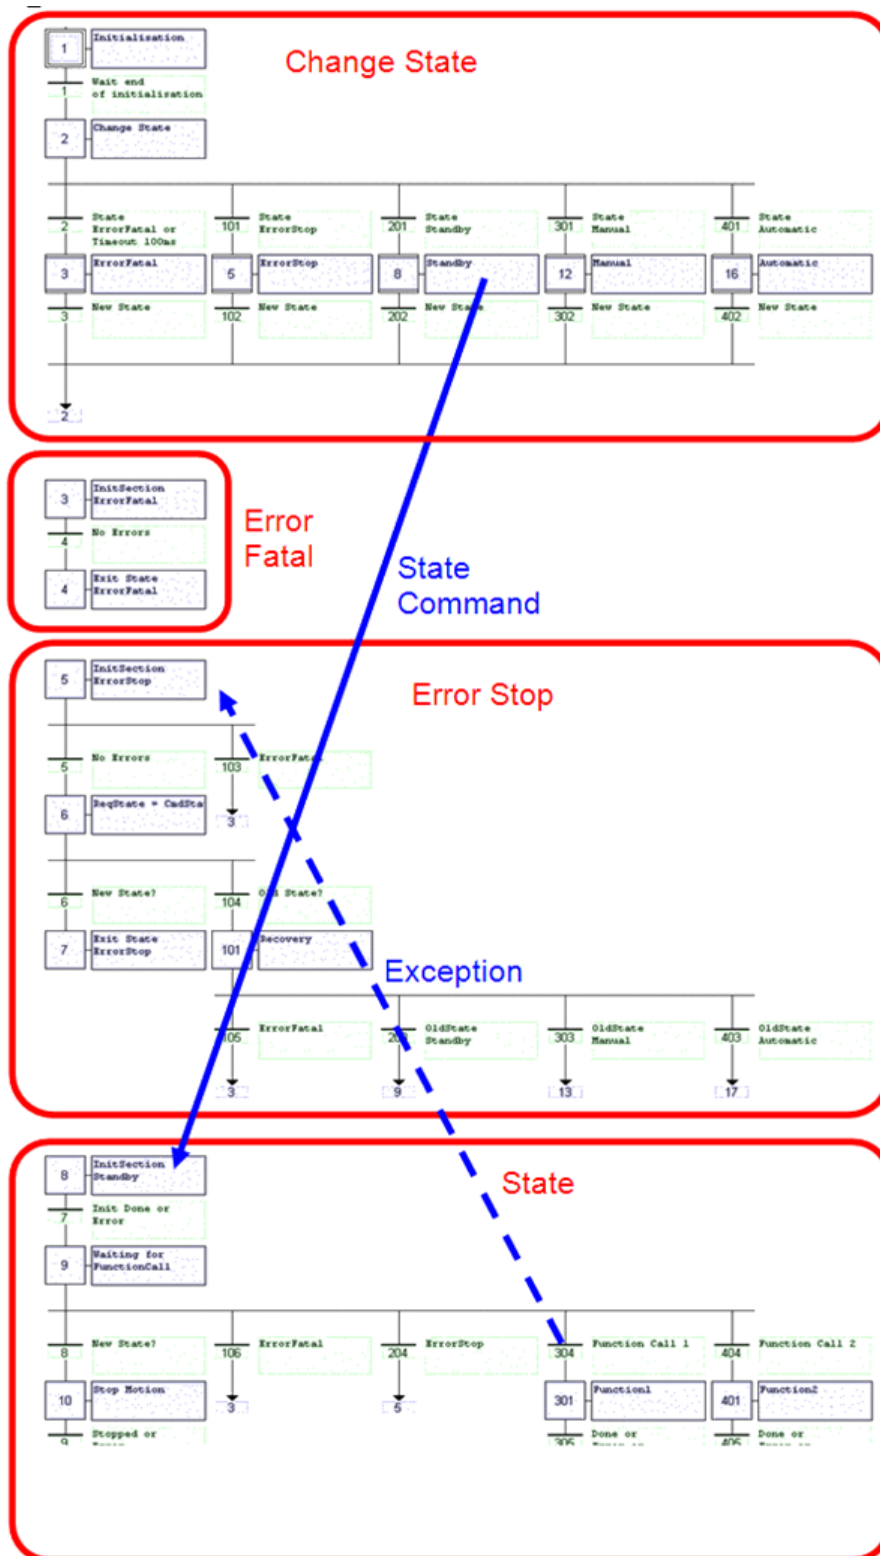 Change State
1
Initialisation
1
Wait end
of initialisation
2
Change State
2
State
ErrorFatal or
Timeout 100ms
101
State
ErrorStop
201
State
Standby
301
State
Manual
401
State
Automatic
3
ErrorFatal
5
ErrorStop
8
Standby
12
Manual
16
Automatic
3
New State
102
New State
202
New State
302
New State
402
New State
2
Error
Fatal
3
InitSection
ErrorFatal
4
No Errors
4
Exit State
ErrorFatal
State
Command
Error Stop
5
InitSection
ErrorStop
5
No Errors
103
ErrorFatal
6
ReqState = CmdSta
3
6
New State?
104
Old State?
7
Exit State
ErrorStop
101
Recovery
Exception
105
ErrorFatal
OldState
Standby
303
OldState
Manual
403
OldState
Automatic
3
9
13
17
State
8
InitSection
Standby
7
Init Done or
Error
9
Waiting for
FunctionCall
8
New State?
106
ErrorFatal
204
ErrorStop
304
Function Call 1
404
Function Call 2
10
Stop Motion
3
5
301
Function1
401
Function2
9
Stopped or
305
Done or
405
Done or